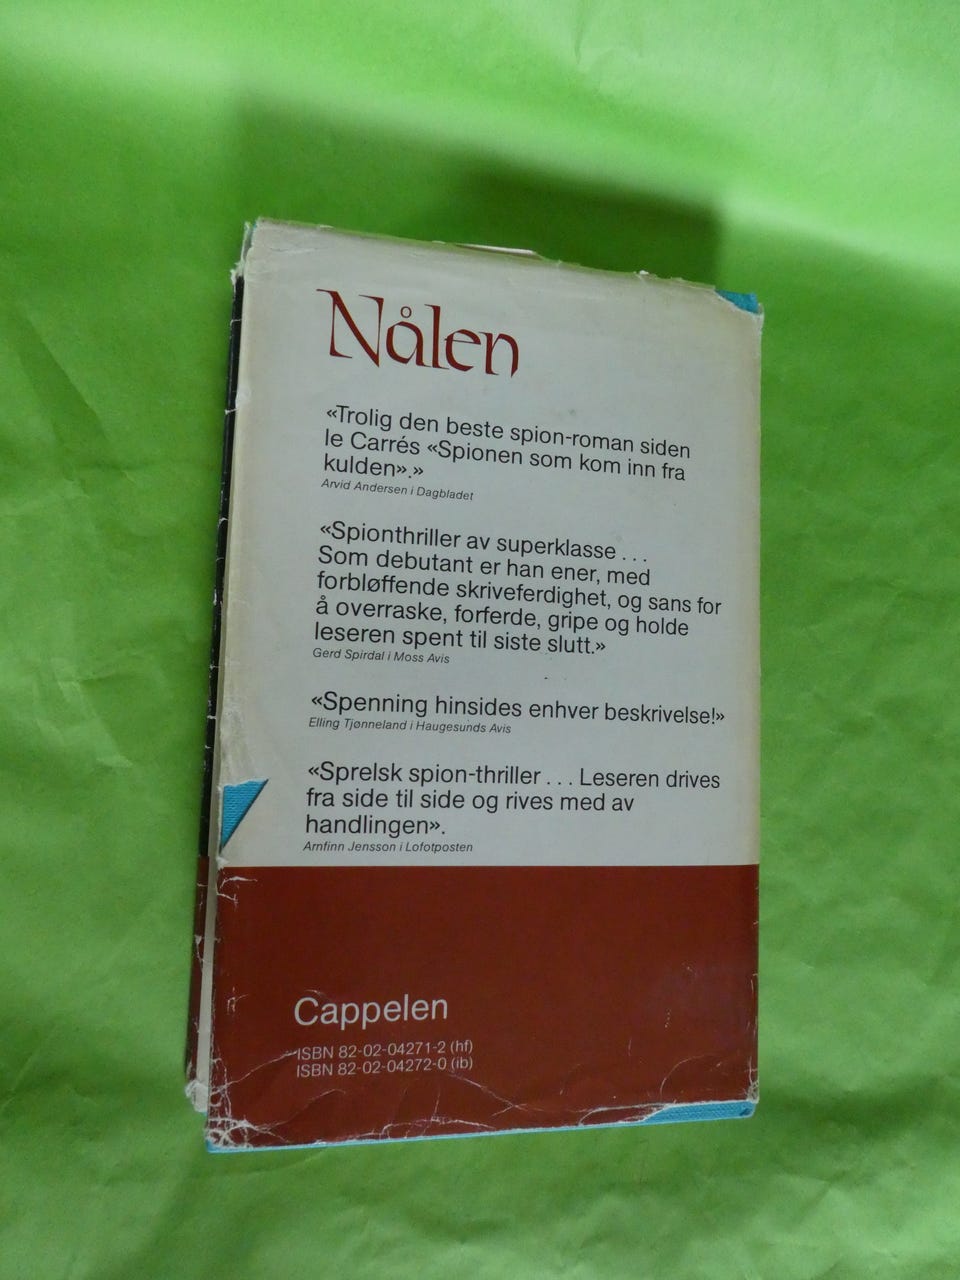 Nålen
«Trolig den beste spion-roman siden
le Carrés «Spionen som kom inn fra
kulden».»
Arvid Andersen i Dagbladet
«Spionthriller av superklasse . . .
Som debutant er han ener, med
forbløffende skriveferdighet, og sans for
å overraske, forferde, gripe og holde
leseren spent til siste slutt.»
Gerd Spirdal i Moss Avis
«Spenning hinsides enhver beskrivelse!»
Elling Tjønneland i Haugesunds Avis
«Sprelsk spion-thriller . . . Leseren drives
fra side til side og rives med av
handlingen».
Arnfinn Jensson i Lofotposten
Cappelen
ISBN 82-02-04271-2 (hf)
ISBN 82-02-04272-0 (ib)